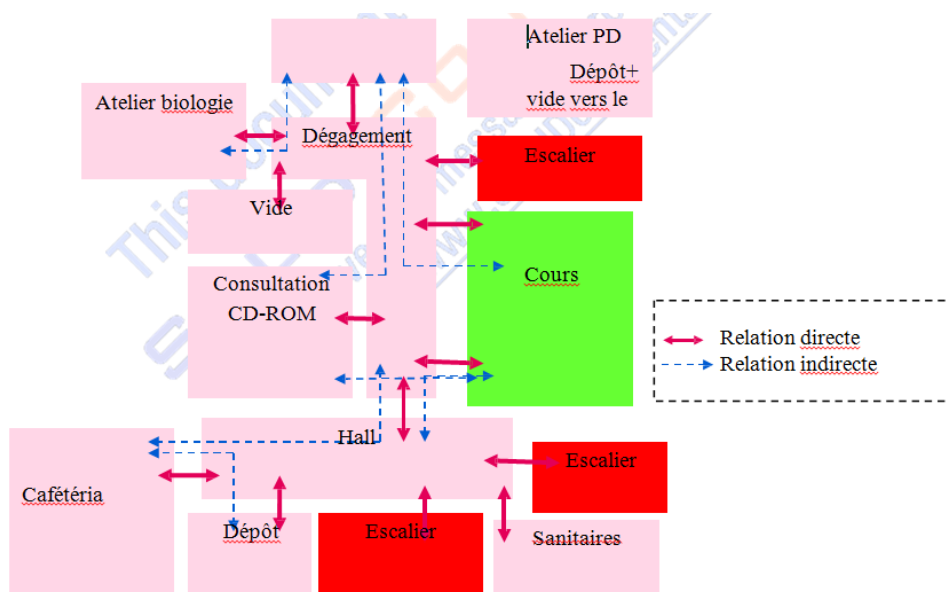 Atelier PD
Dépôt+
vide vers le
Atelier biologie
Dégagement
Escalier
Vide
Consultation
CD-ROM
Cours
Relation directe
Relation indirecte
Hall
Escalier
Cafétéria
Dépôt
Escalier
Sanitaires